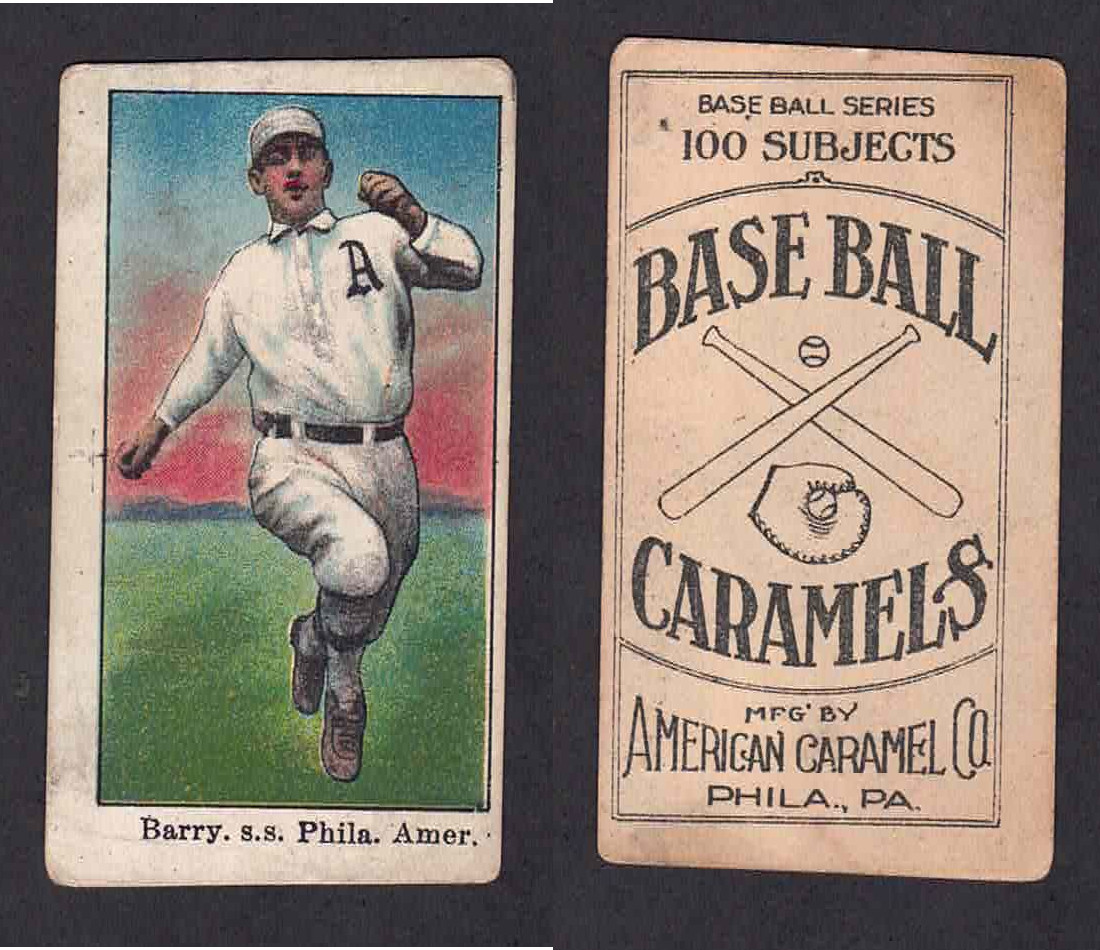 A
Barry. s.s. Phila. Amer.
BASE BALL SERIES
100 SUBJECTS
BASE BALL
CARAMELS
MFG' BY
AMERICAN CARAMEL Co
PHILA., PA.